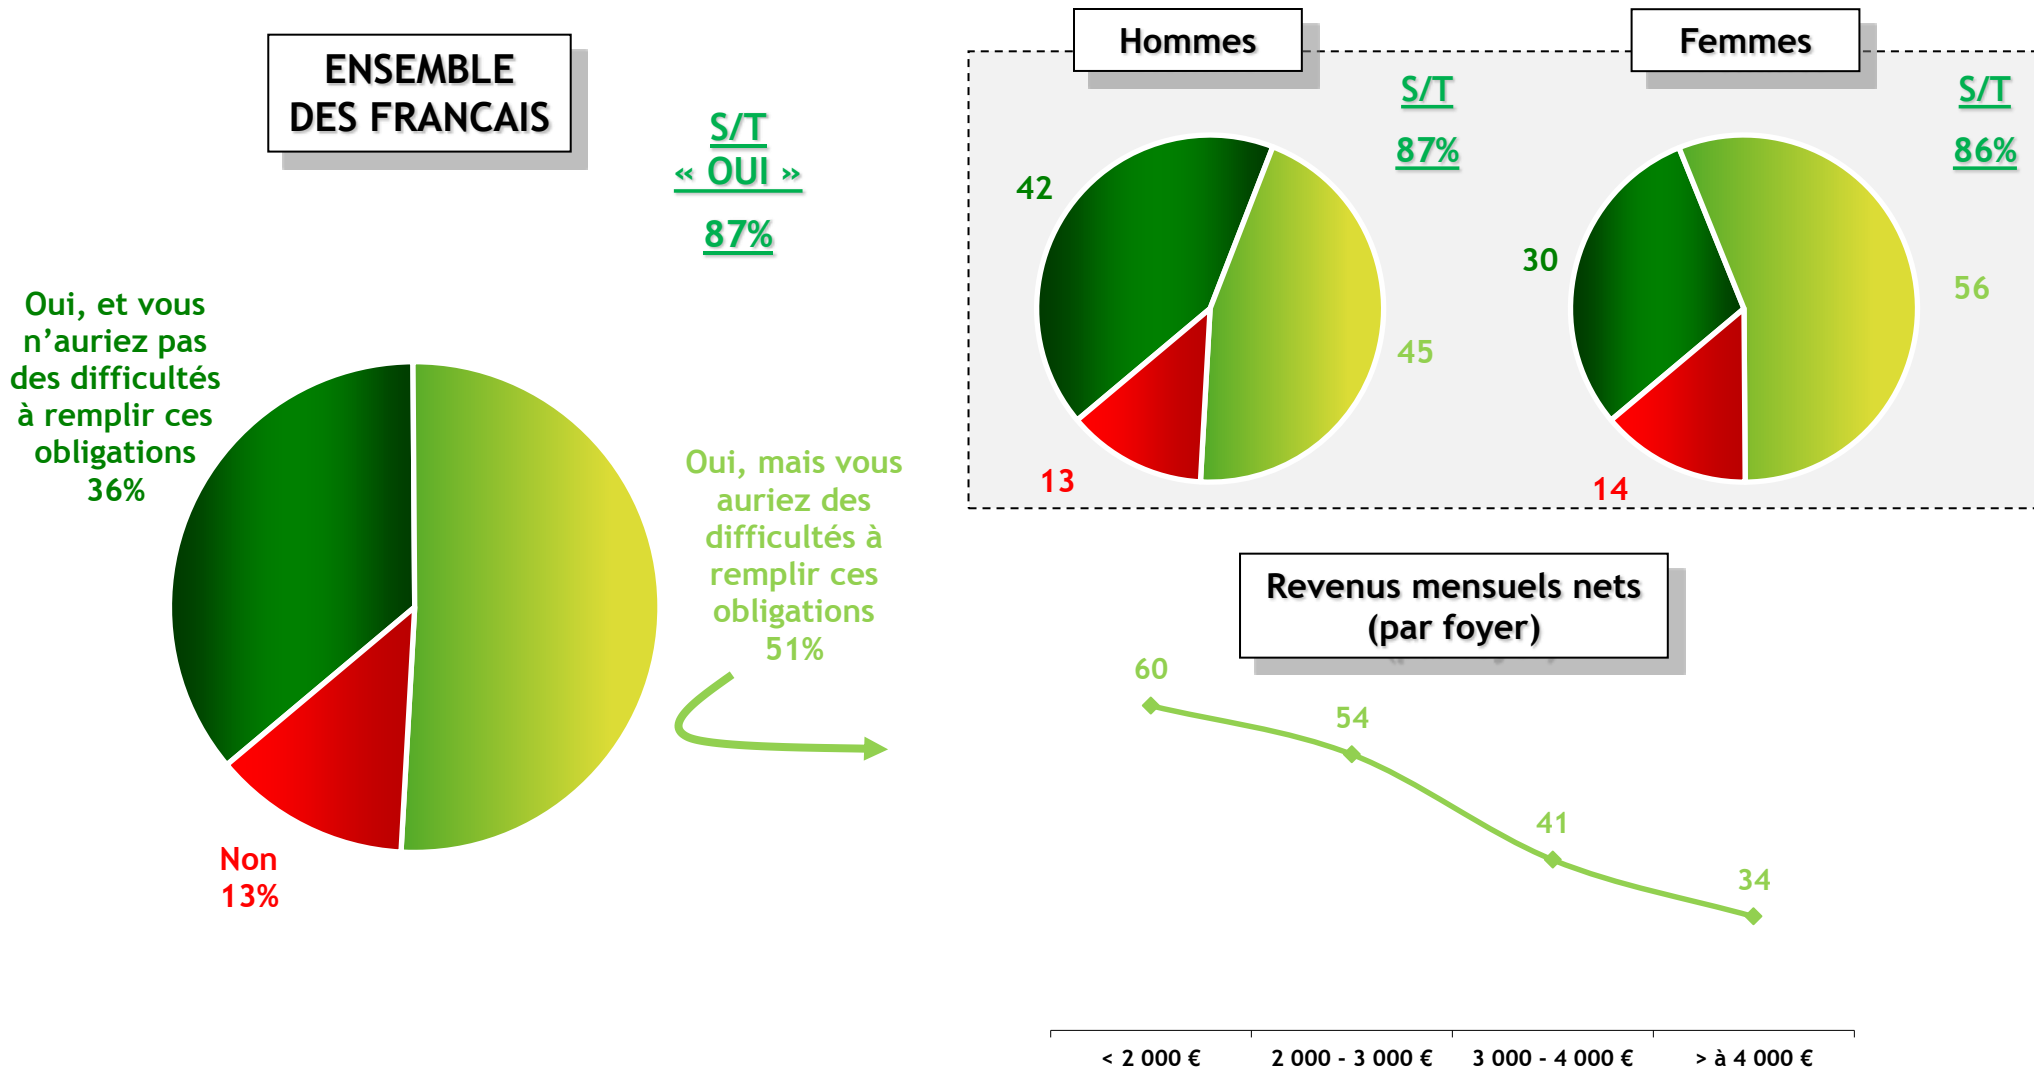 ENSEMBLE
DES FRANCAIS
S/T
« OUI »
87%
Oui, et vous
n’auriez pas
des difficultés
à remplir ces
obligations
36%
Oui, mais vous
auriez des
difficultés à
remplir ces
obligations
51%
Non
13%
Hommes
S/T
87%
42
45
13
Femmes
S/T
86%
30
56
14
Revenus mensuels nets
(par foyer)
60
54
41
34
< 2 000 €
2 000 - 3 000 €
3 000 - 4 000 €
> à 4 000 €